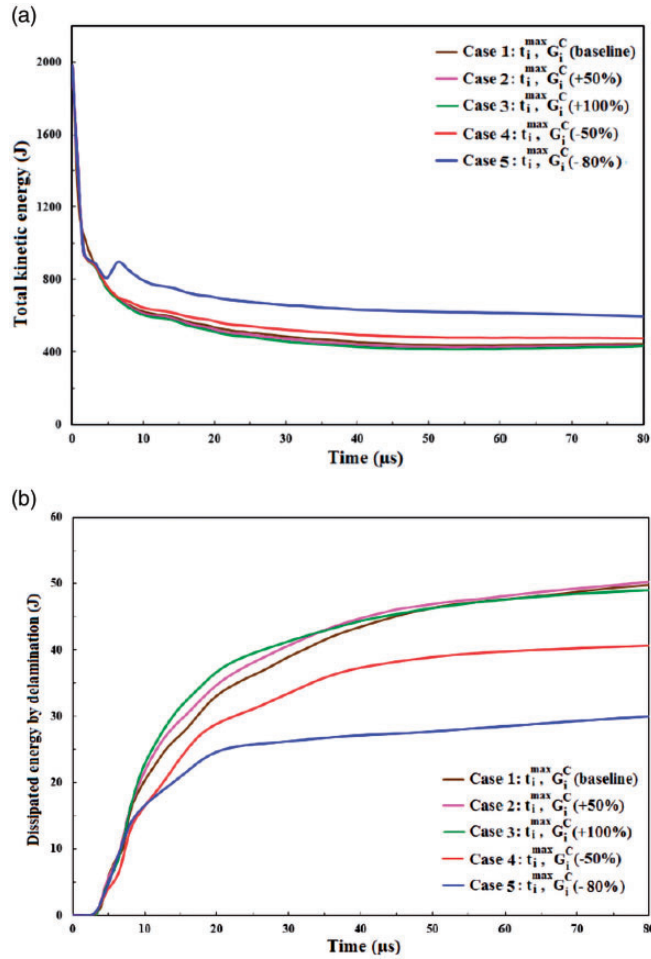 (a)
2000
1600
1200
800
400
0
Total kinetic energy (J)
Case 1: t_i^max, G_i^C (baseline)
Case 2: t_i^max, G_i^C (+50%)
Case 3: t_i^max, G_i^C (+100%)
Case 4: t_i^max, G_i^C (-50%)
Case 5: t_i^max, G_i^C (-80%)
0 10 20 30 40 50 60 70 80
Time (µs)
(b)
60
50
40
30
20
10
0
Dissipated energy by delamination (J)
Case 1: t_i^max, G_i^C (baseline)
Case 2: t_i^max, G_i^C (+50%)
Case 3: t_i^max, G_i^C (+100%)
Case 4: t_i^max, G_i^C (-50%)
Case 5: t_i^max, G_i^C (-80%)
0 10 20 30 40 50 60 70 80
Time (µs)